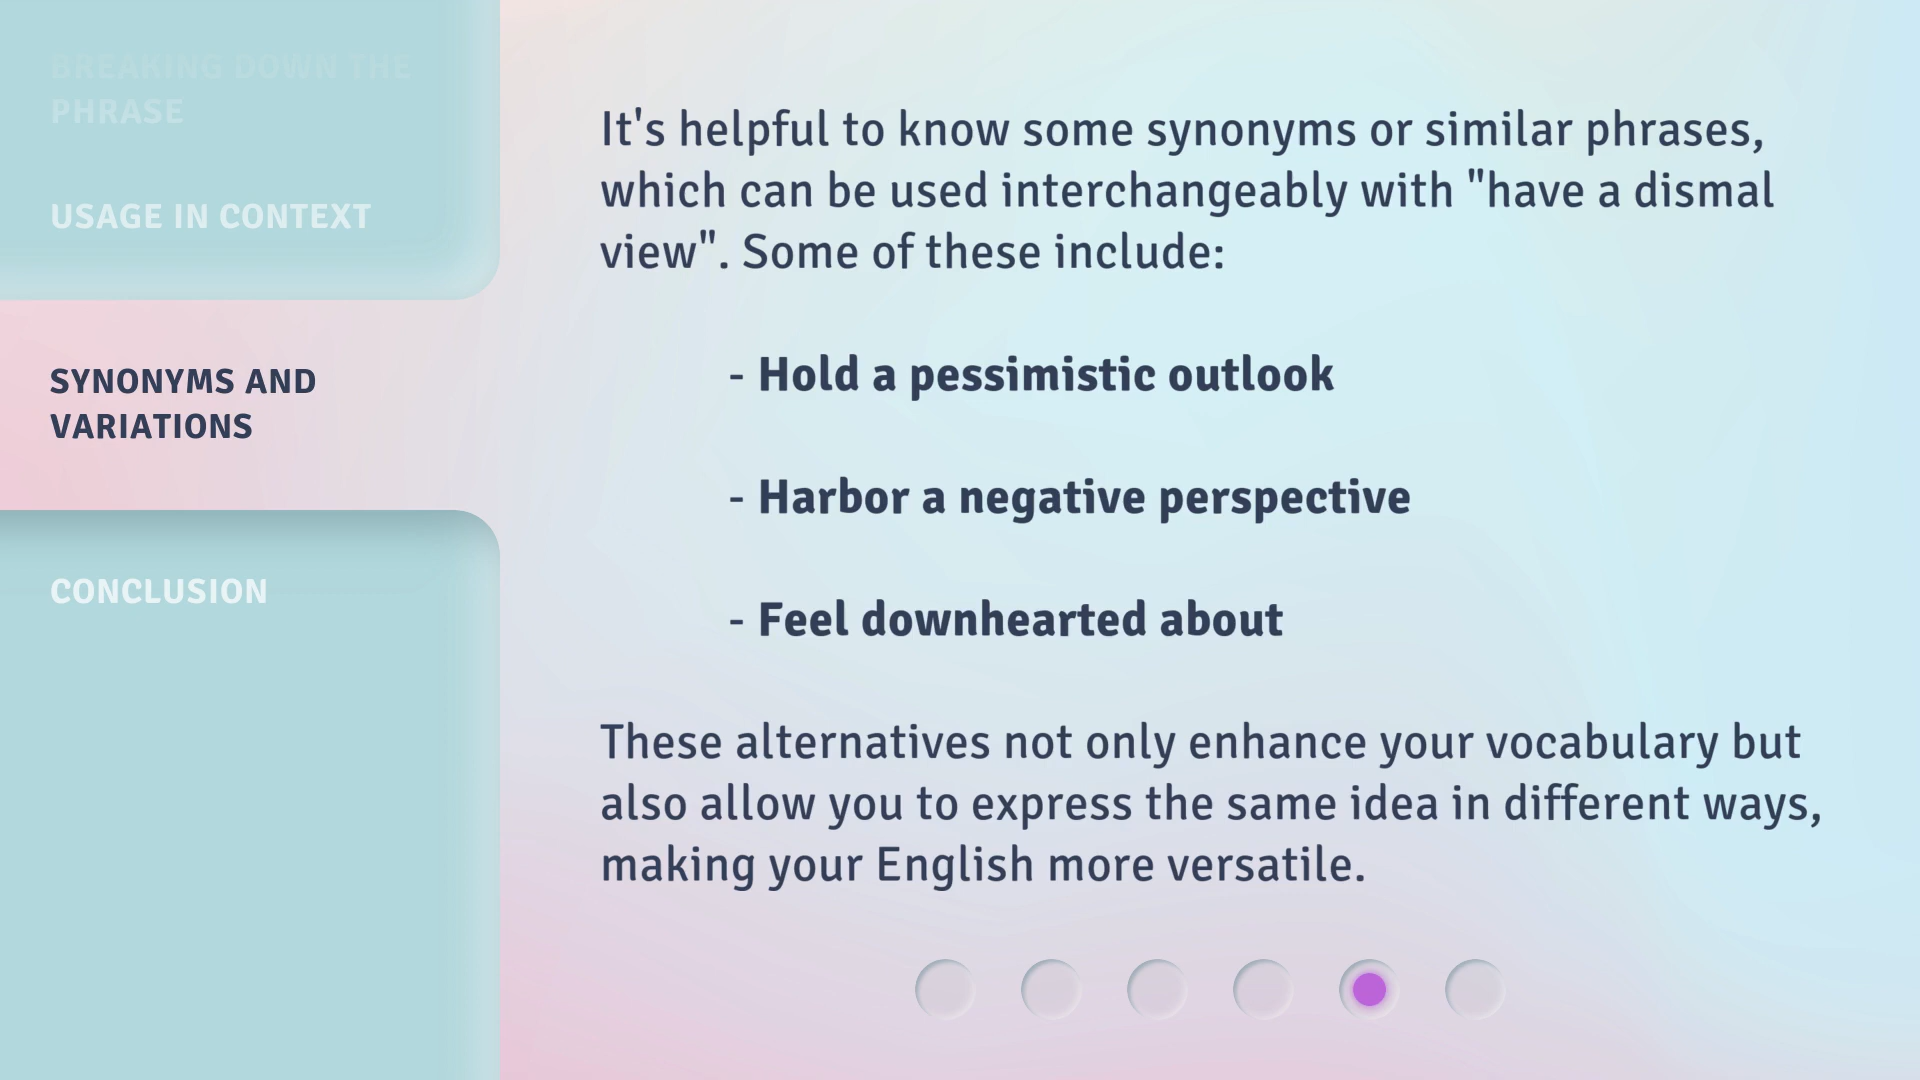 BREAKING DOWN THE
PHRASE
USAGE IN CONTEXT
SYNONYMS AND
VARIATIONS
CONCLUSION
It's helpful to know some synonyms or similar phrases,
which can be used interchangeably with "have a dismal
view". Some of these include:
- Hold a pessimistic outlook
- Harbor a negative perspective
- Feel downhearted about
These alternatives not only enhance your vocabulary but
also allow you to express the same idea in different ways,
making your English more versatile.